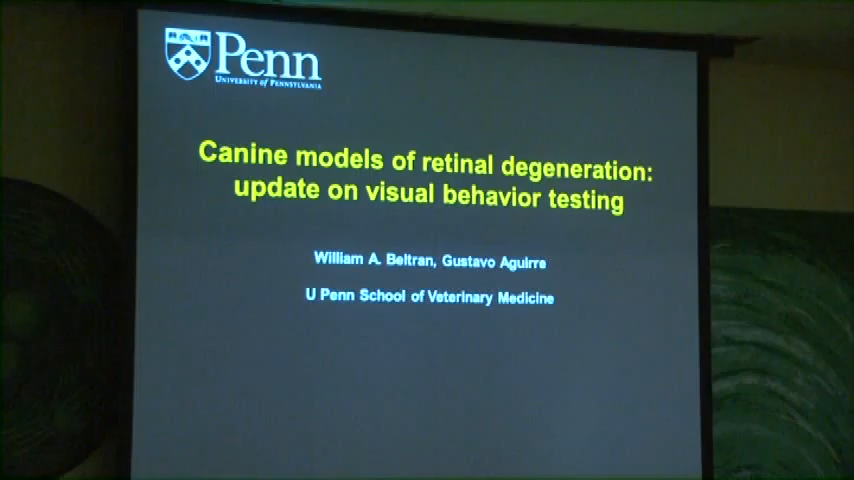 Penn
UNIVERSITY of PENNSYLVANIA
Canine models of retinal degeneration:
update on visual behavior testing
William A. Beltran, Gustavo Aguirre
U Penn School of Veterinary Medicine